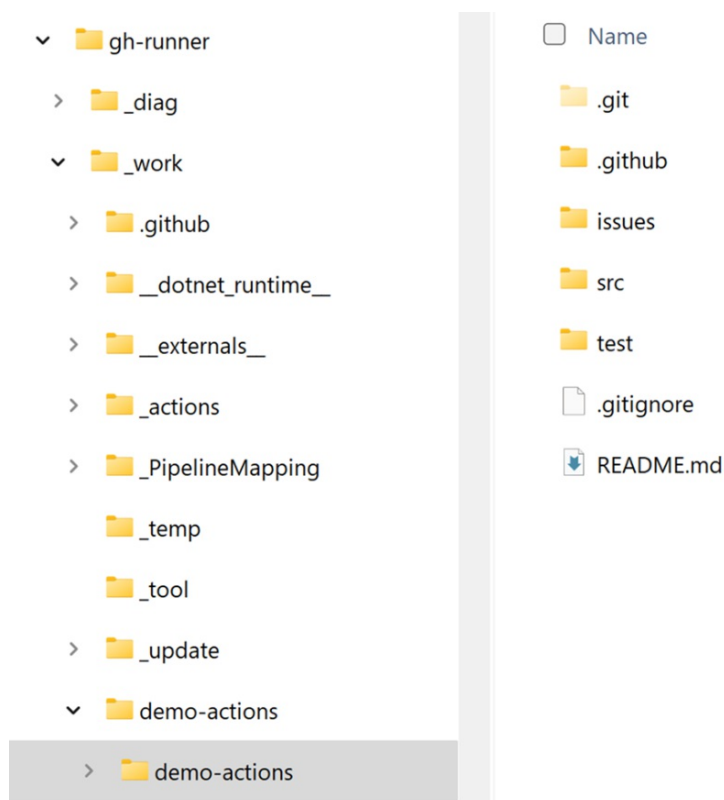 gh-runner
_diag
_work
.github
__dotnet_runtime__
__externals__
_actions
_PipelineMapping
_temp
_tool
_update
demo-actions
demo-actions
Name
.git
.github
issues
src
test
.gitignore
README.md